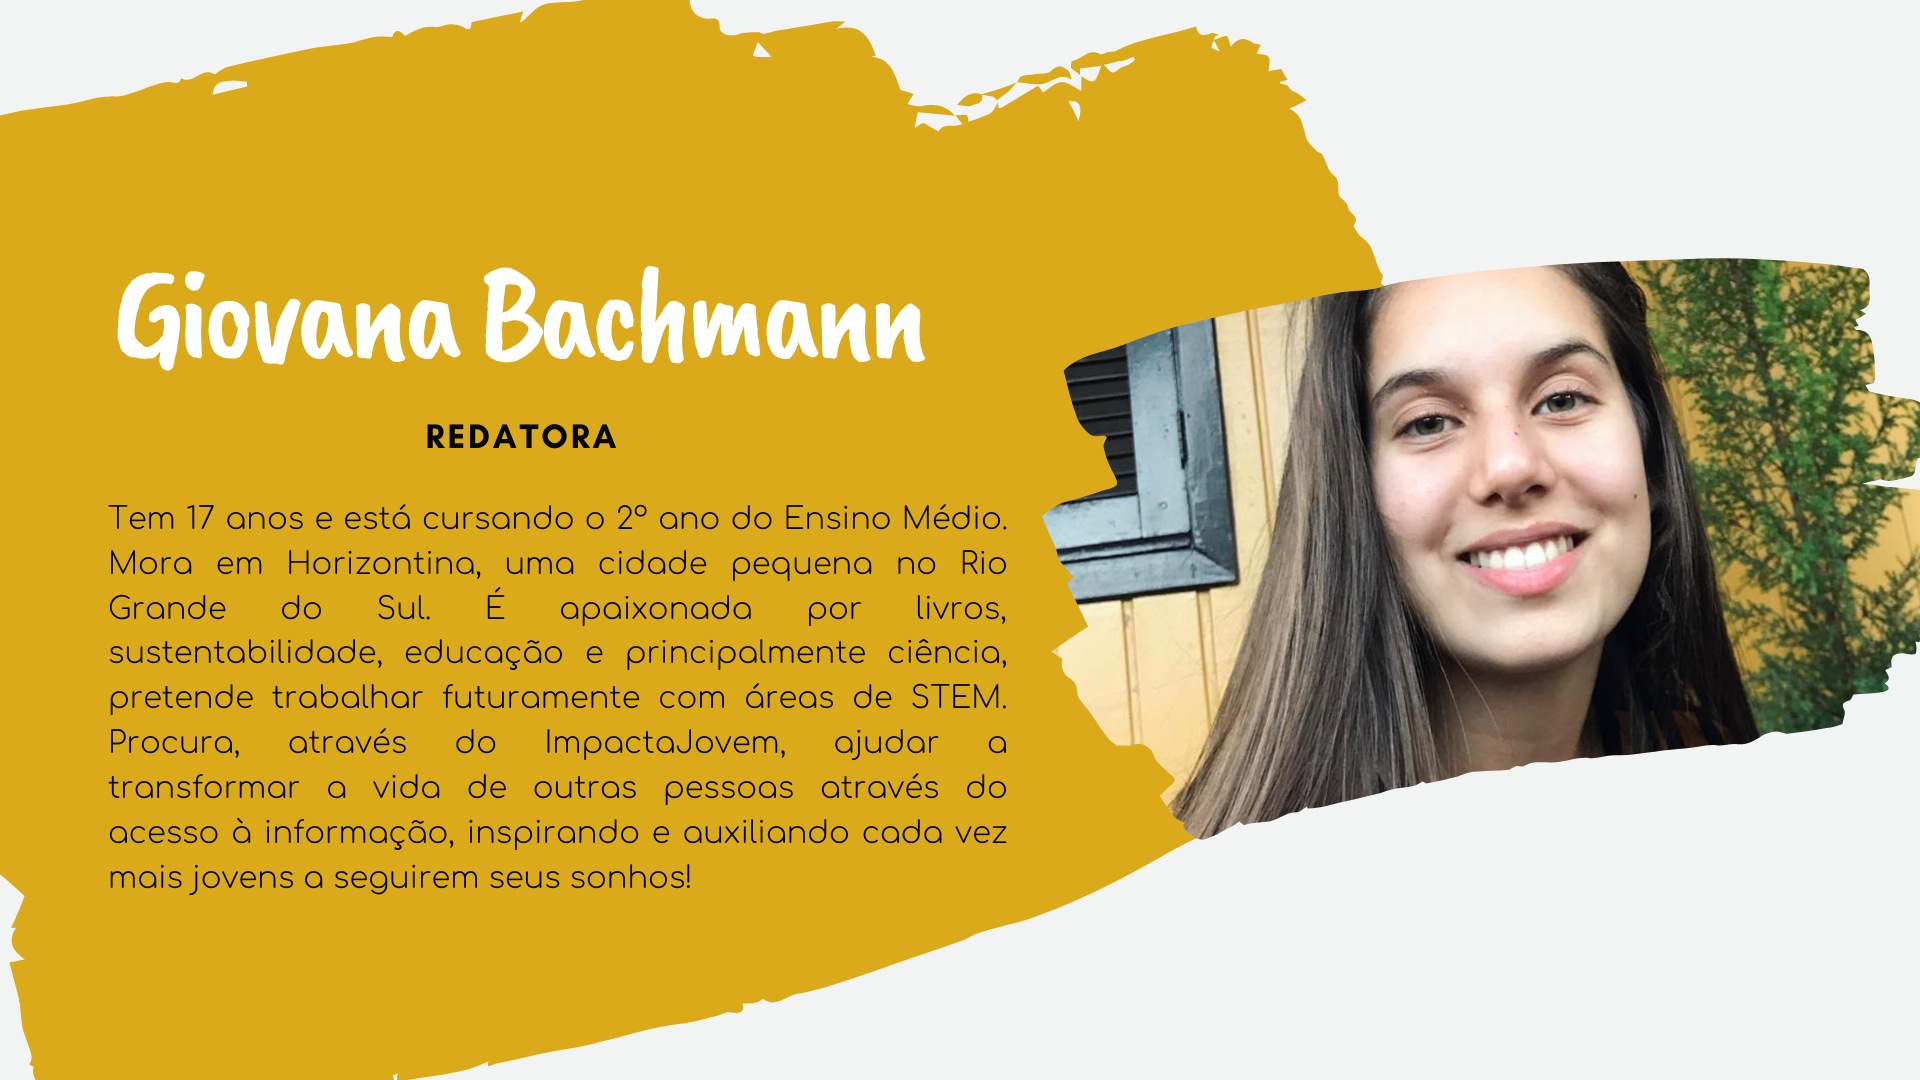 Giovana Bachmann
REDATORA
Tem 17 anos e está cursando o 2º ano do Ensino Médio.
Mora em Horizontina, uma cidade pequena no Rio
Grande do Sul. É apaixonada por livros,
sustentabilidade, educação e principalmente ciência,
pretende trabalhar futuramente com áreas de STEM.
Procura, através do ImpactaJovem, ajudar a
transformar a vida de outras pessoas através do
acesso à informação, inspirando e auxiliando cada vez
mais jovens a seguirem seus sonhos!